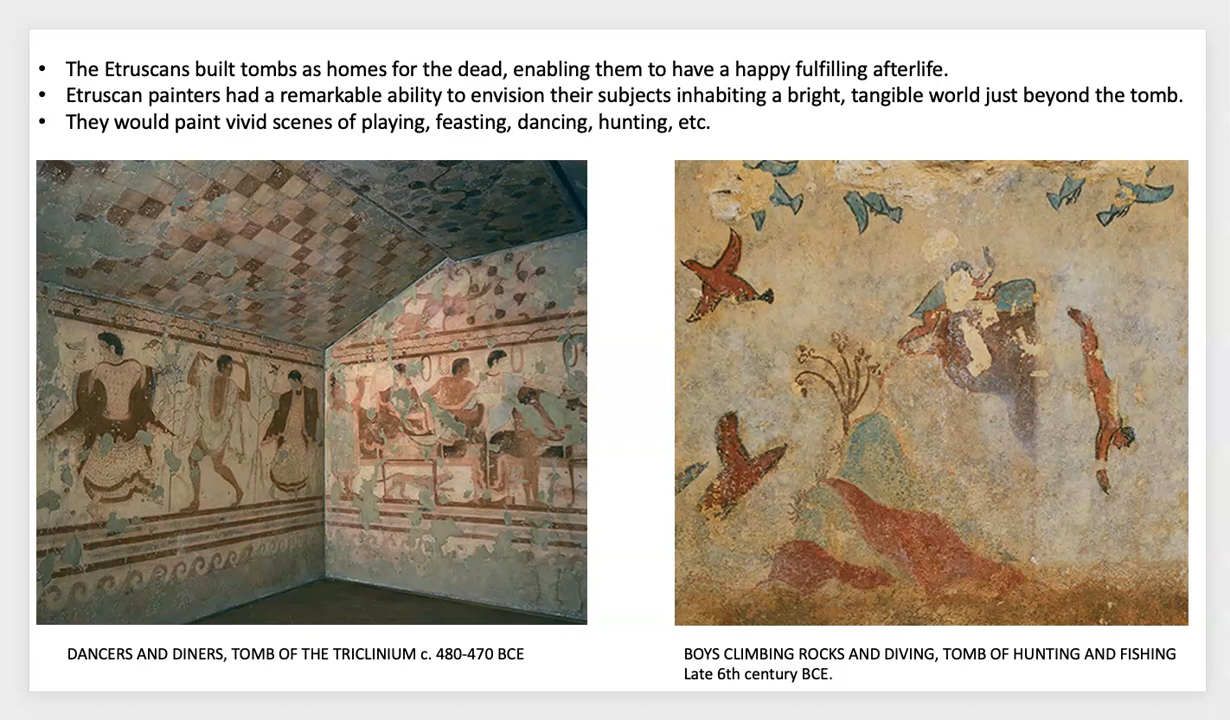 • The Etruscans built tombs as homes for the dead, enabling them to have a happy fulfilling afterlife.
• Etruscan painters had a remarkable ability to envision their subjects inhabiting a bright, tangible world just beyond the tomb.
• They would paint vivid scenes of playing, feasting, dancing, hunting, etc.
DANCERS AND DINERS, TOMB OF THE TRICLINIUM c. 480-470 BCE
BOYS CLIMBING ROCKS AND DIVING, TOMB OF HUNTING AND FISHING
Late 6th century BCE.